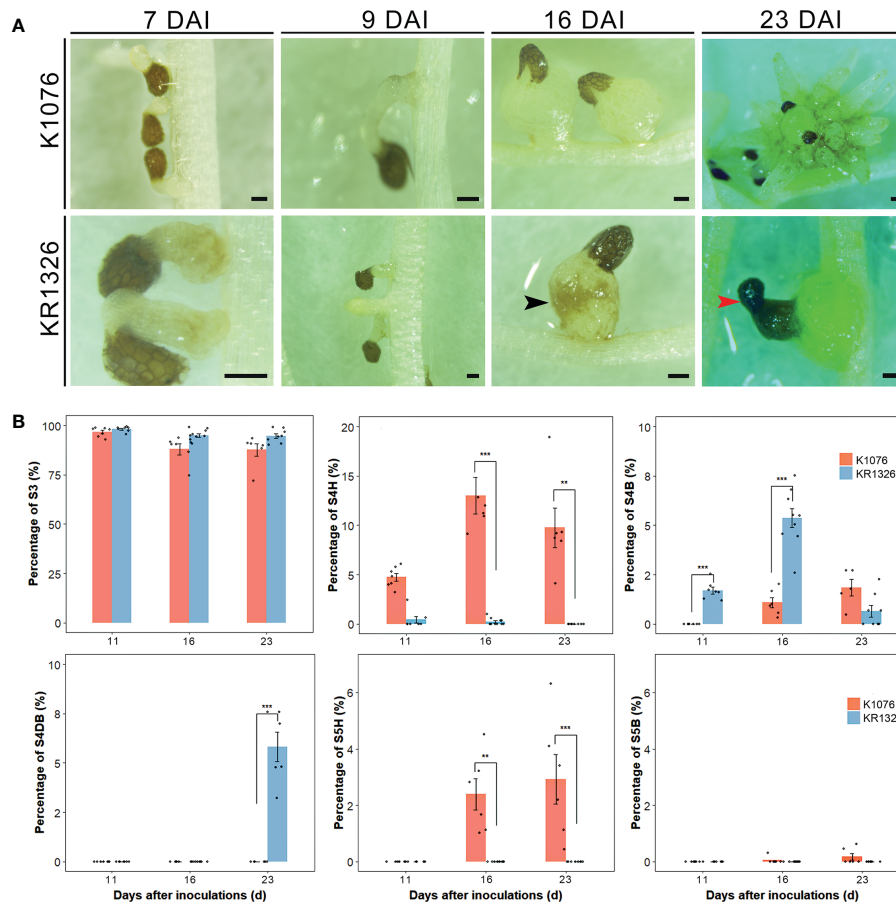 A
7 DAI
9 DAI
16 DAI
23 DAI
K1076
KR1326
B
Percentage of S3 (%)
100
75
50
25
0
11
16
23
Percentage of S4H (%)
20
15
10
5
0
***
**
11
16
23
Percentage of S4B (%)
8
5
2
0
***
***
K1076
KR1326
11
16
23
Percentage of S4DB (%)
10
8
5
2
0
***
11
16
23
Days after inoculations (d)
Percentage of S5H (%)
6
4
2
0
**
***
11
16
23
Days after inoculations (d)
Percentage of S5B (%)
6
4
2
0
K1076
KR132
11
16
23
Days after inoculations (d)